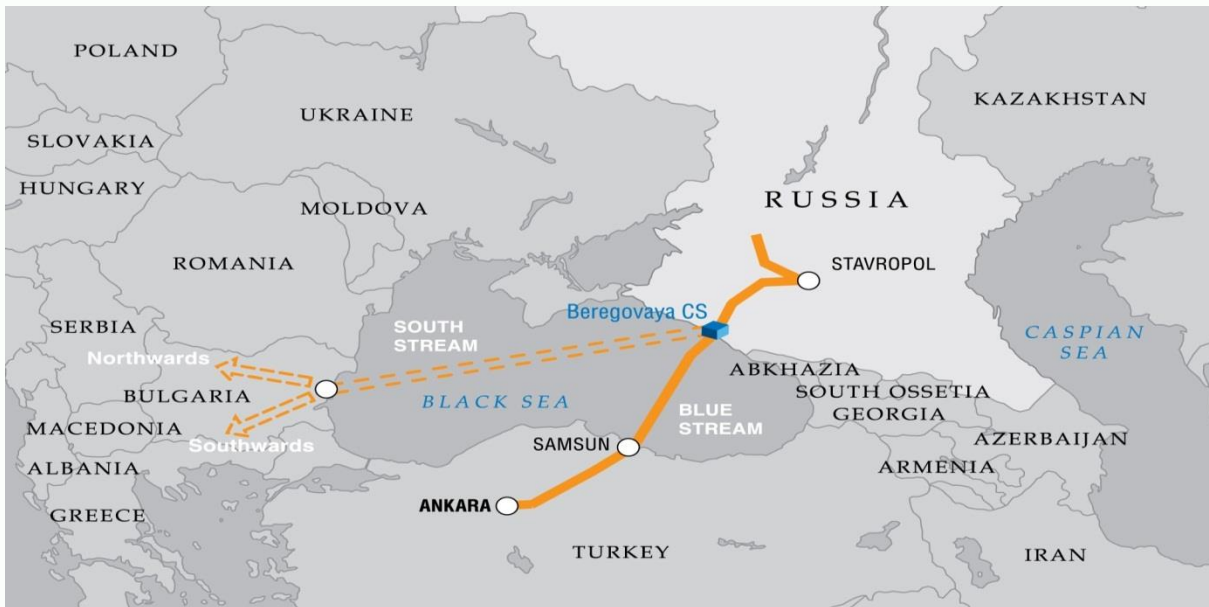 POLAND
KAZAKHSTAN
UKRAINE
SLOVAKIA
HUNGARY
RUSSIA
MOLDOVA
ROMANIA
STAVROPOL
Beregovaya CS
SERBIA
SOUTH
STREAM
CASPIAN
SEA
Northwards
ABKHAZIA
SOUTH OSSETIA
BULGARIA
BLACK SEA
BLUE
STREAM
GEORGIA
MACEDONIA
Southwards
SAMSUN
AZERBAIJAN
ALBANIA
ARMENIA
ANKARA
GREECE
TURKEY
IRAN